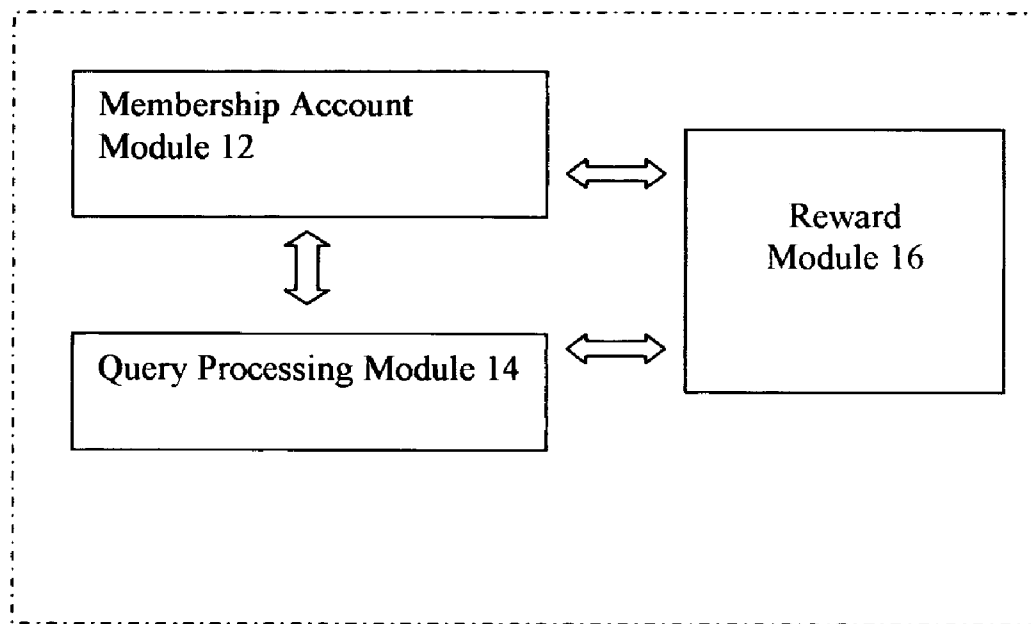 Membership Account
Module 12
Reward
Module 16
Query Processing Module 14